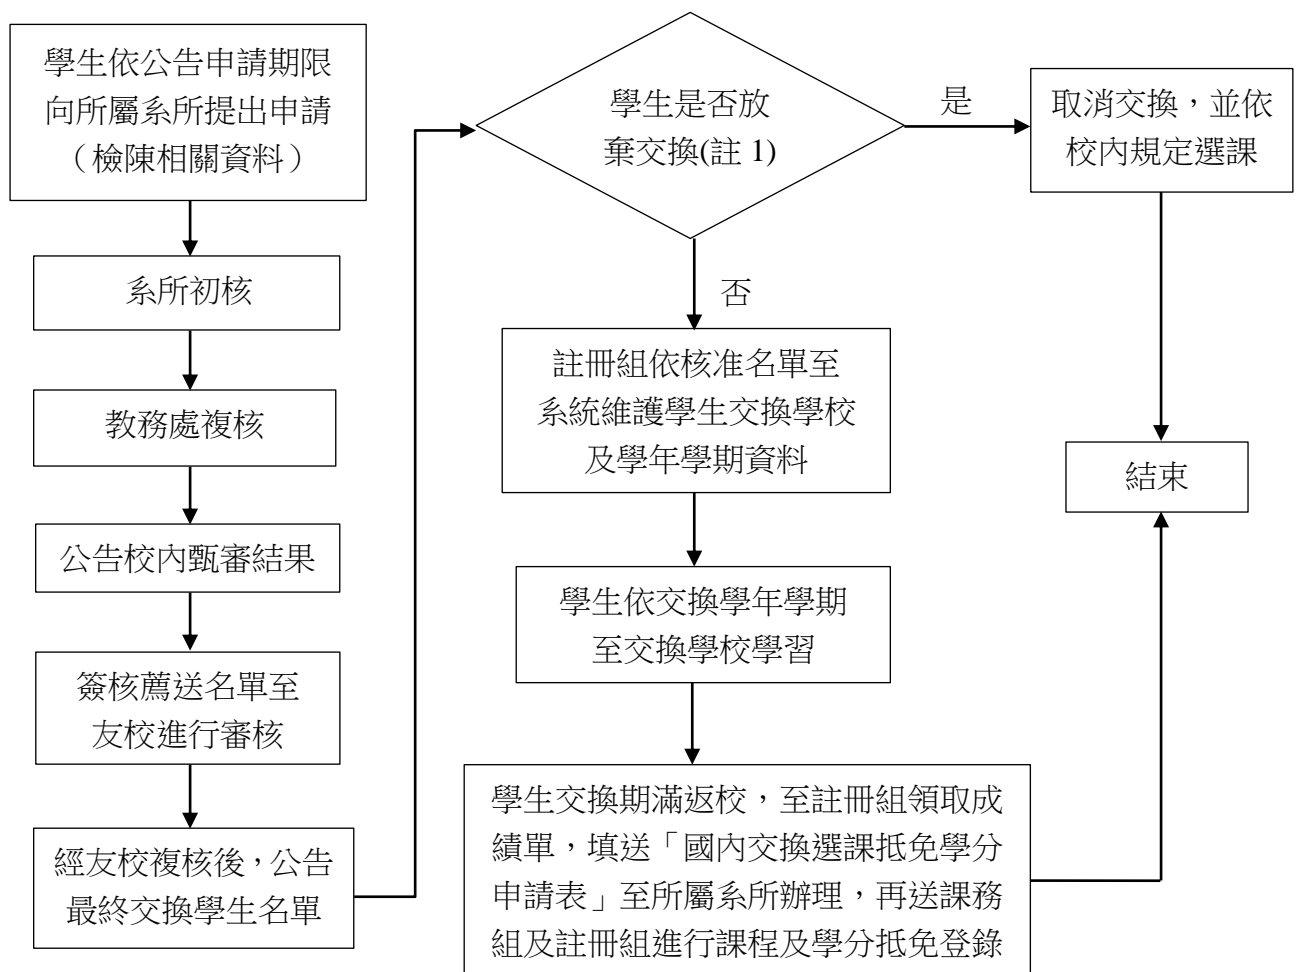 學生依公告申請期限
向所屬系所提出申請
（檢陳相關資料）
系所初核
教務處複核
公告校內甄審結果
簽核薦送名單至
友校進行審核
經友校複核後，公告
最終交換學生名單
學生是否放
棄交換(註 1)
是
取消交換，並依
校內規定選課
否
註冊組依核准名單至
系統維護學生交換學校
及學年學期資料
學生依交換學年學期
至交換學校學習
學生交換期滿返校，至註冊組領取成
績單，填送「國內交換選課抵免學分
申請表」至所屬系所辦理，再送課務
組及註冊組進行課程及學分抵免登錄
結束